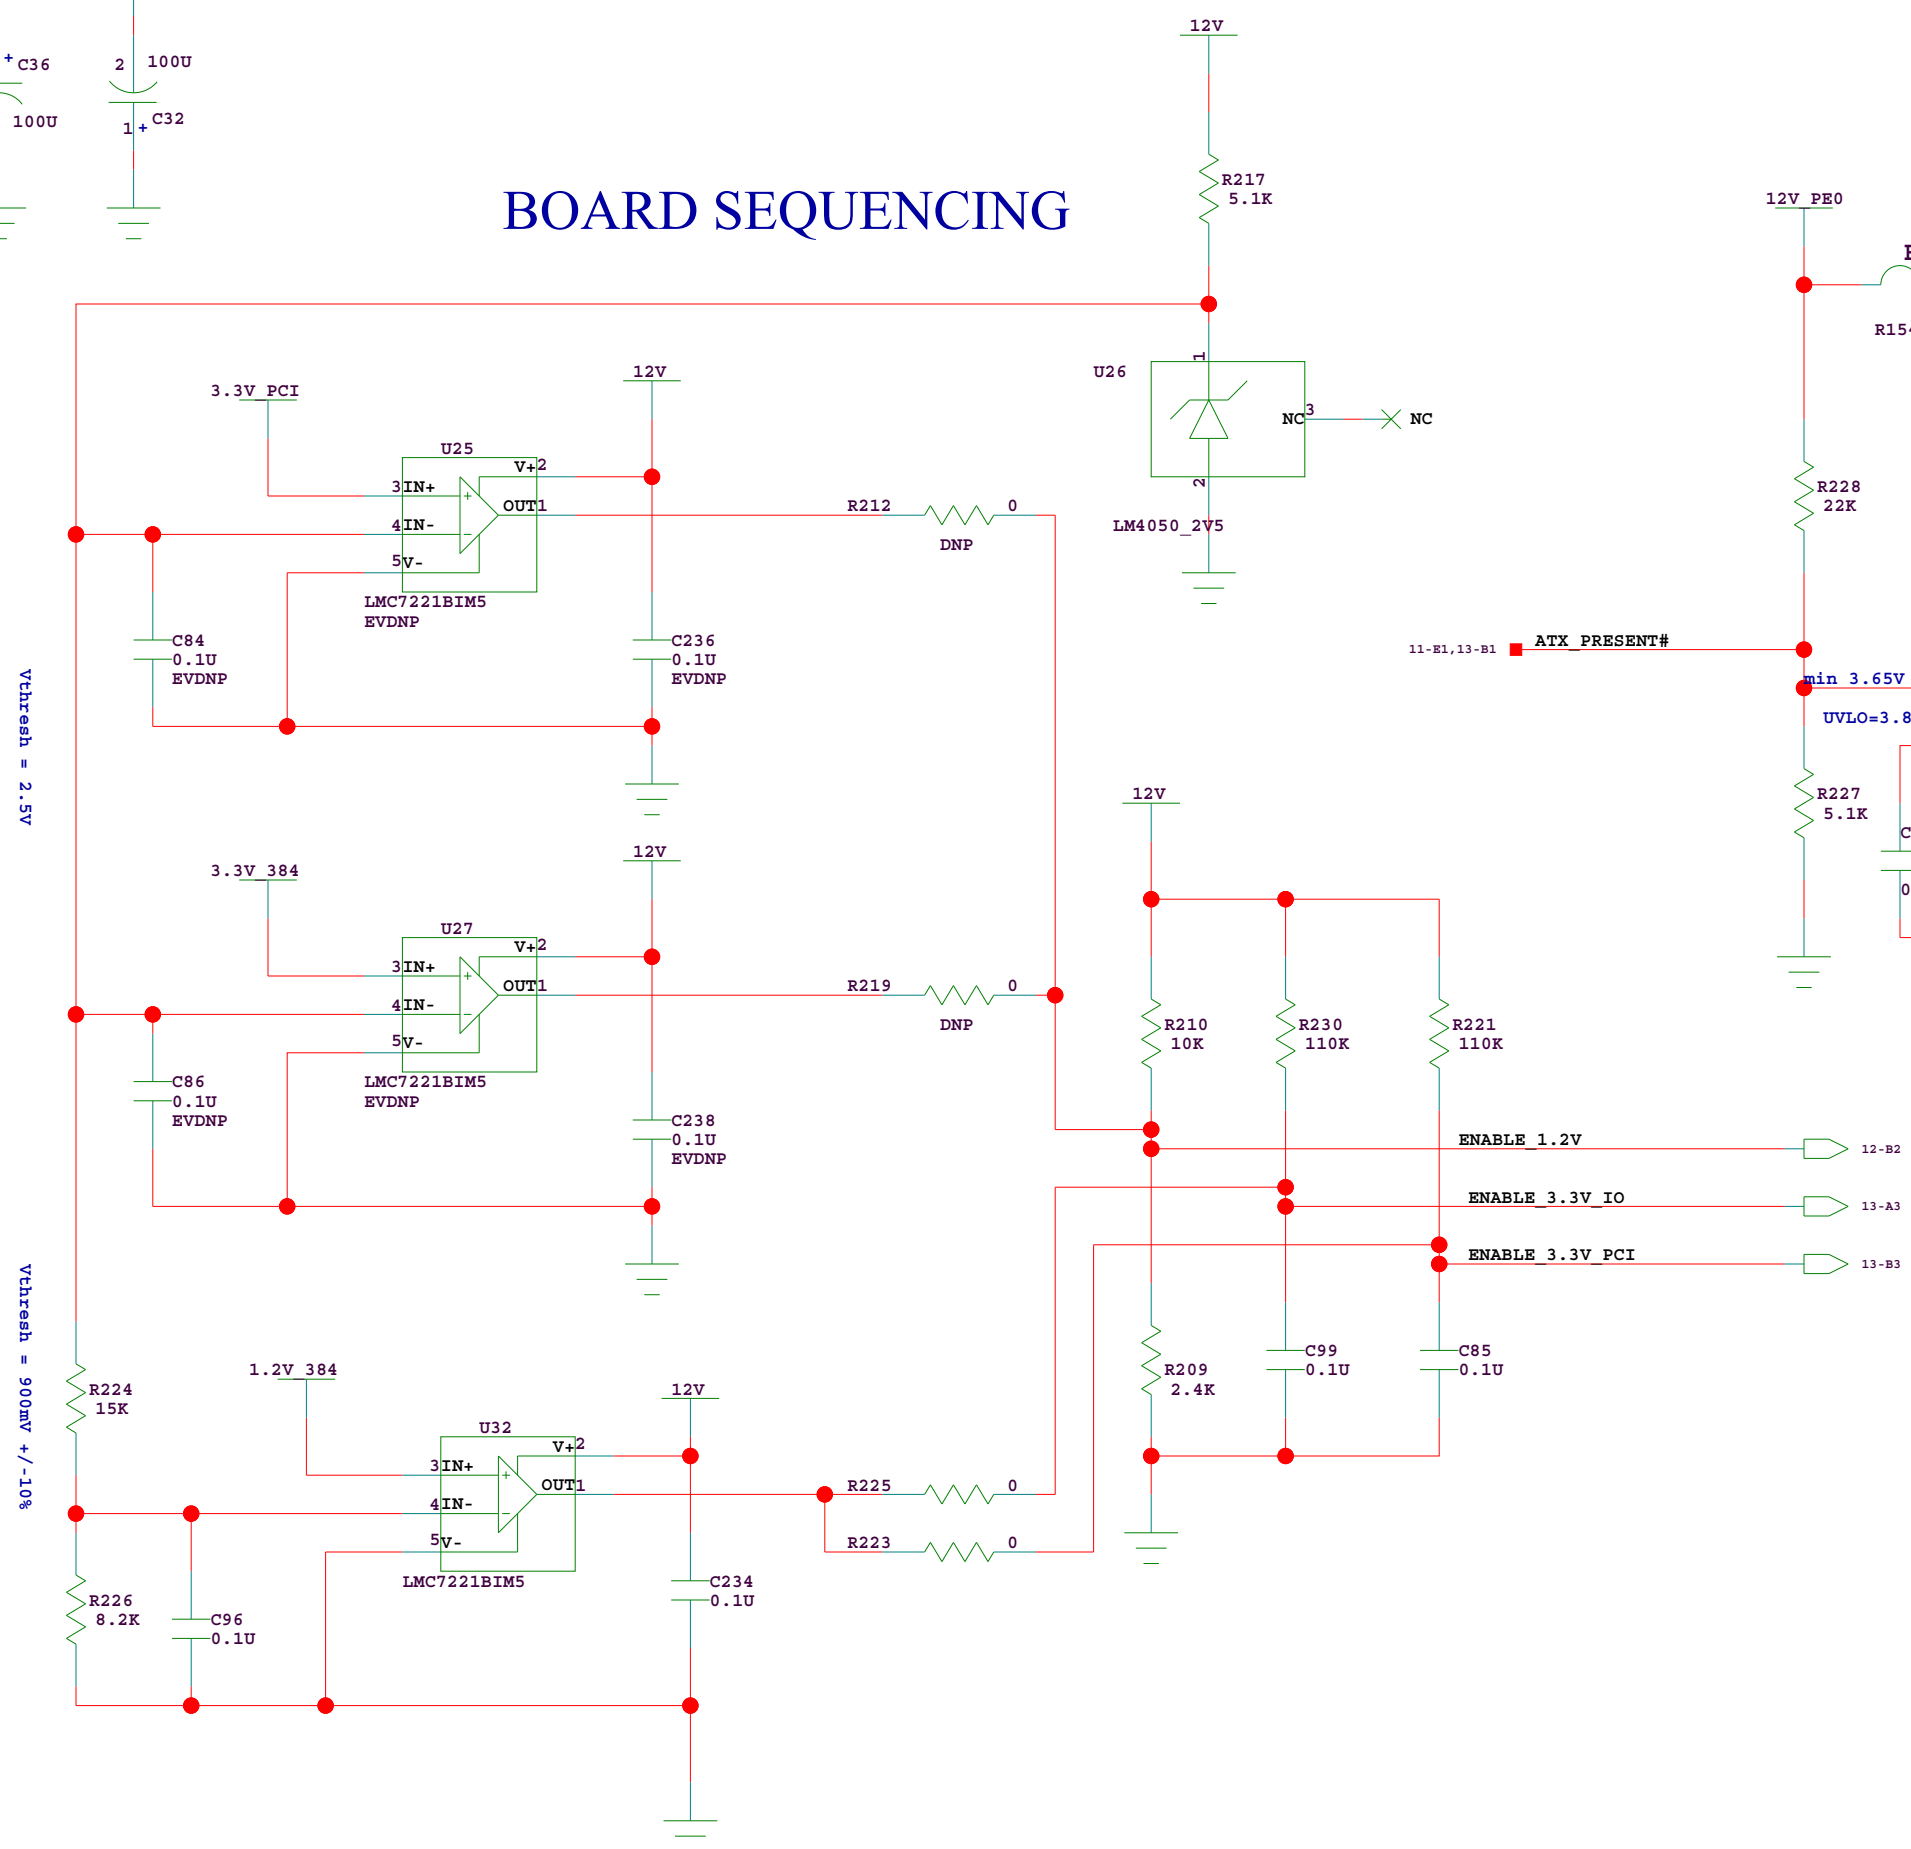 12V
+ C36
100U
2 100U
1 + C32
BOARD SEQUENCING
R217
5.1K
12V_PE0
3.3V_PCI
12V
U25
V+ 2
3 IN+
OUT 1
4 IN-
5 V-
LMC7221BIM5
EVDNP
C84
0.1U
EVDNP
C236
0.1U
EVDNP
R212 0
DNP
U26
1
NC 3 NC
2
LM4050_2V5
R228
22K
11-E1,13-B1 ATX_PRESENT#
min 3.65V
R227
5.1K
Vthresh = 2.5V
3.3V_384
12V
U27
V+ 2
3 IN+
OUT 1
4 IN-
5 V-
LMC7221BIM5
EVDNP
C86
0.1U
EVDNP
C238
0.1U
EVDNP
R219 0
DNP
12V
R210
10K
R230
110K
R221
110K
ENABLE_1.2V 12-B2
ENABLE_3.3V_IO 13-A3
ENABLE_3.3V_PCI 13-B3
R209
2.4K
C99
0.1U
C85
0.1U
Vthresh = 900mV +/-10%
R224
15K
1.2V_384
12V
U32
V+ 2
3 IN+
OUT 1
4 IN-
5 V-
LMC7221BIM5
R225 0
R223 0
R226
8.2K
C96
0.1U
C234
0.1U